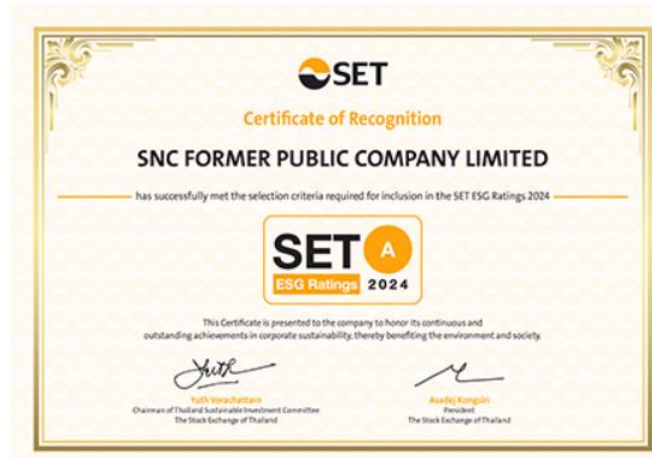 SET
Certificate of Recognition
SNC FORMER PUBLIC COMPANY LIMITED
has successfully met the selection criteria required for inclusion in the SET ESG Ratings 2024
SET A
ESG Ratings 2024
This Certificate is presented to the company to honor its continuous and
outstanding achievements in corporate sustainability, thereby benefiting the environment and society.
Yuth Worachattarn
Chairman of Thailand Sustainable Investment Committee
The Stock Exchange of Thailand
Asadej Kongsiri
President
The Stock Exchange of Thailand